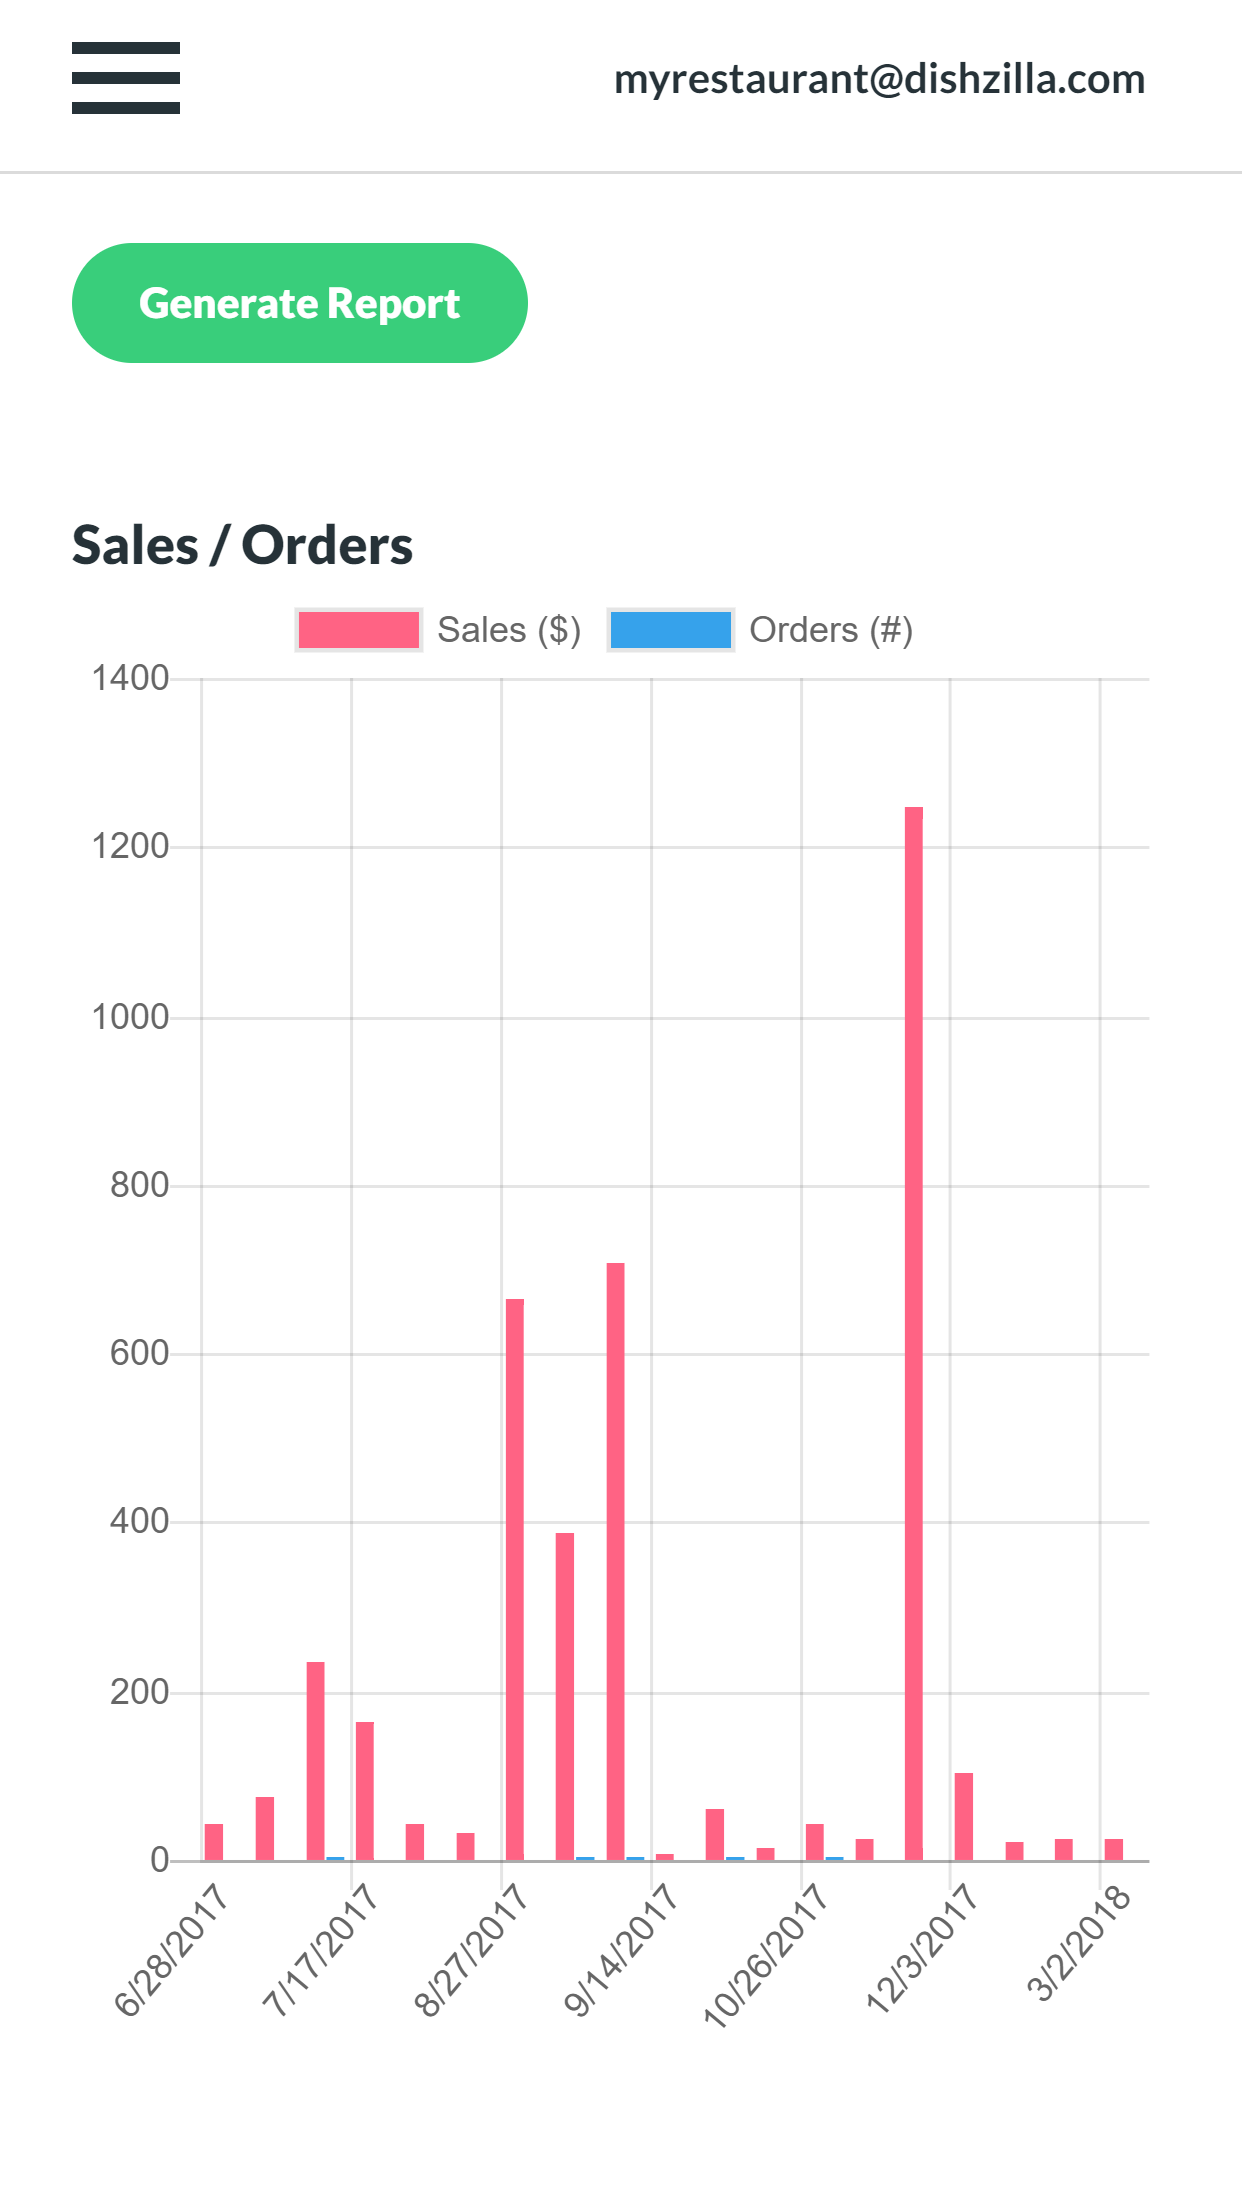 myrestaurant@dishzilla.com
Generate Report
Sales / Orders
Sales ($) Orders (#)
1400
1200
1000
800
600
400
200
0
6/28/2017 7/17/2017 8/27/2017 9/14/2017 10/26/2017 12/3/2017 3/2/2018